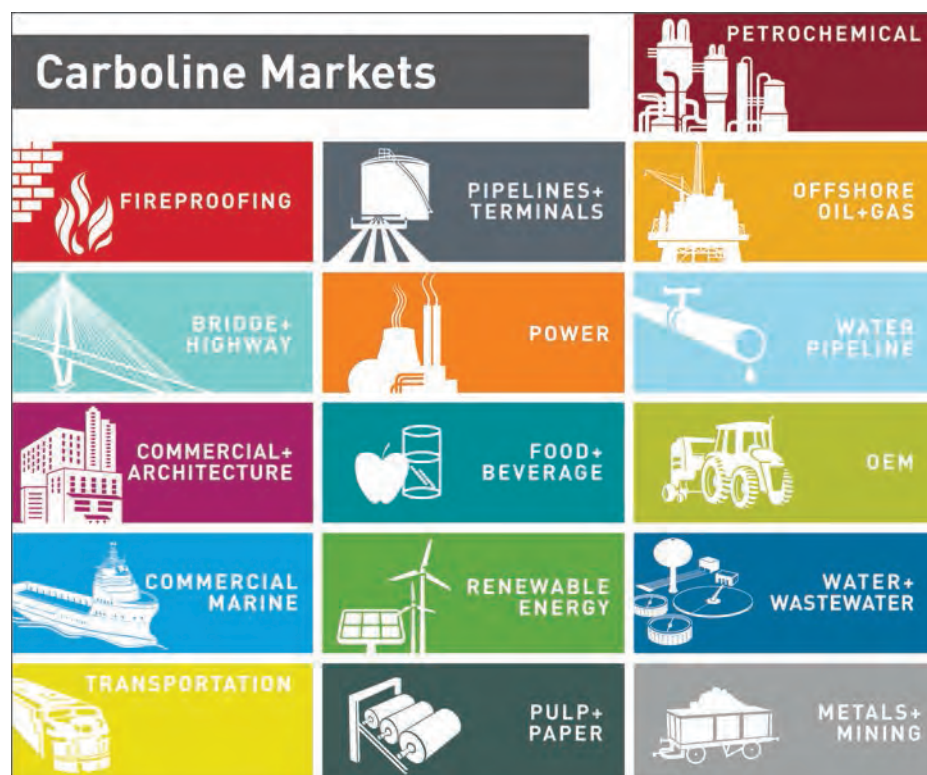 Carboline Markets
PETROCHEMICAL
FIREPROOFING
PIPELINES+
TERMINALS
OFFSHORE
OIL+GAS
BRIDGE+
HIGHWAY
POWER
WATER
PIPELINE
COMMERCIAL+
ARCHITECTURE
FOOD+
BEVERAGE
OEM
COMMERCIAL
MARINE
RENEWABLE
ENERGY
WATER+
WASTEWATER
TRANSPORTATION
PULP+
PAPER
METALS+
MINING